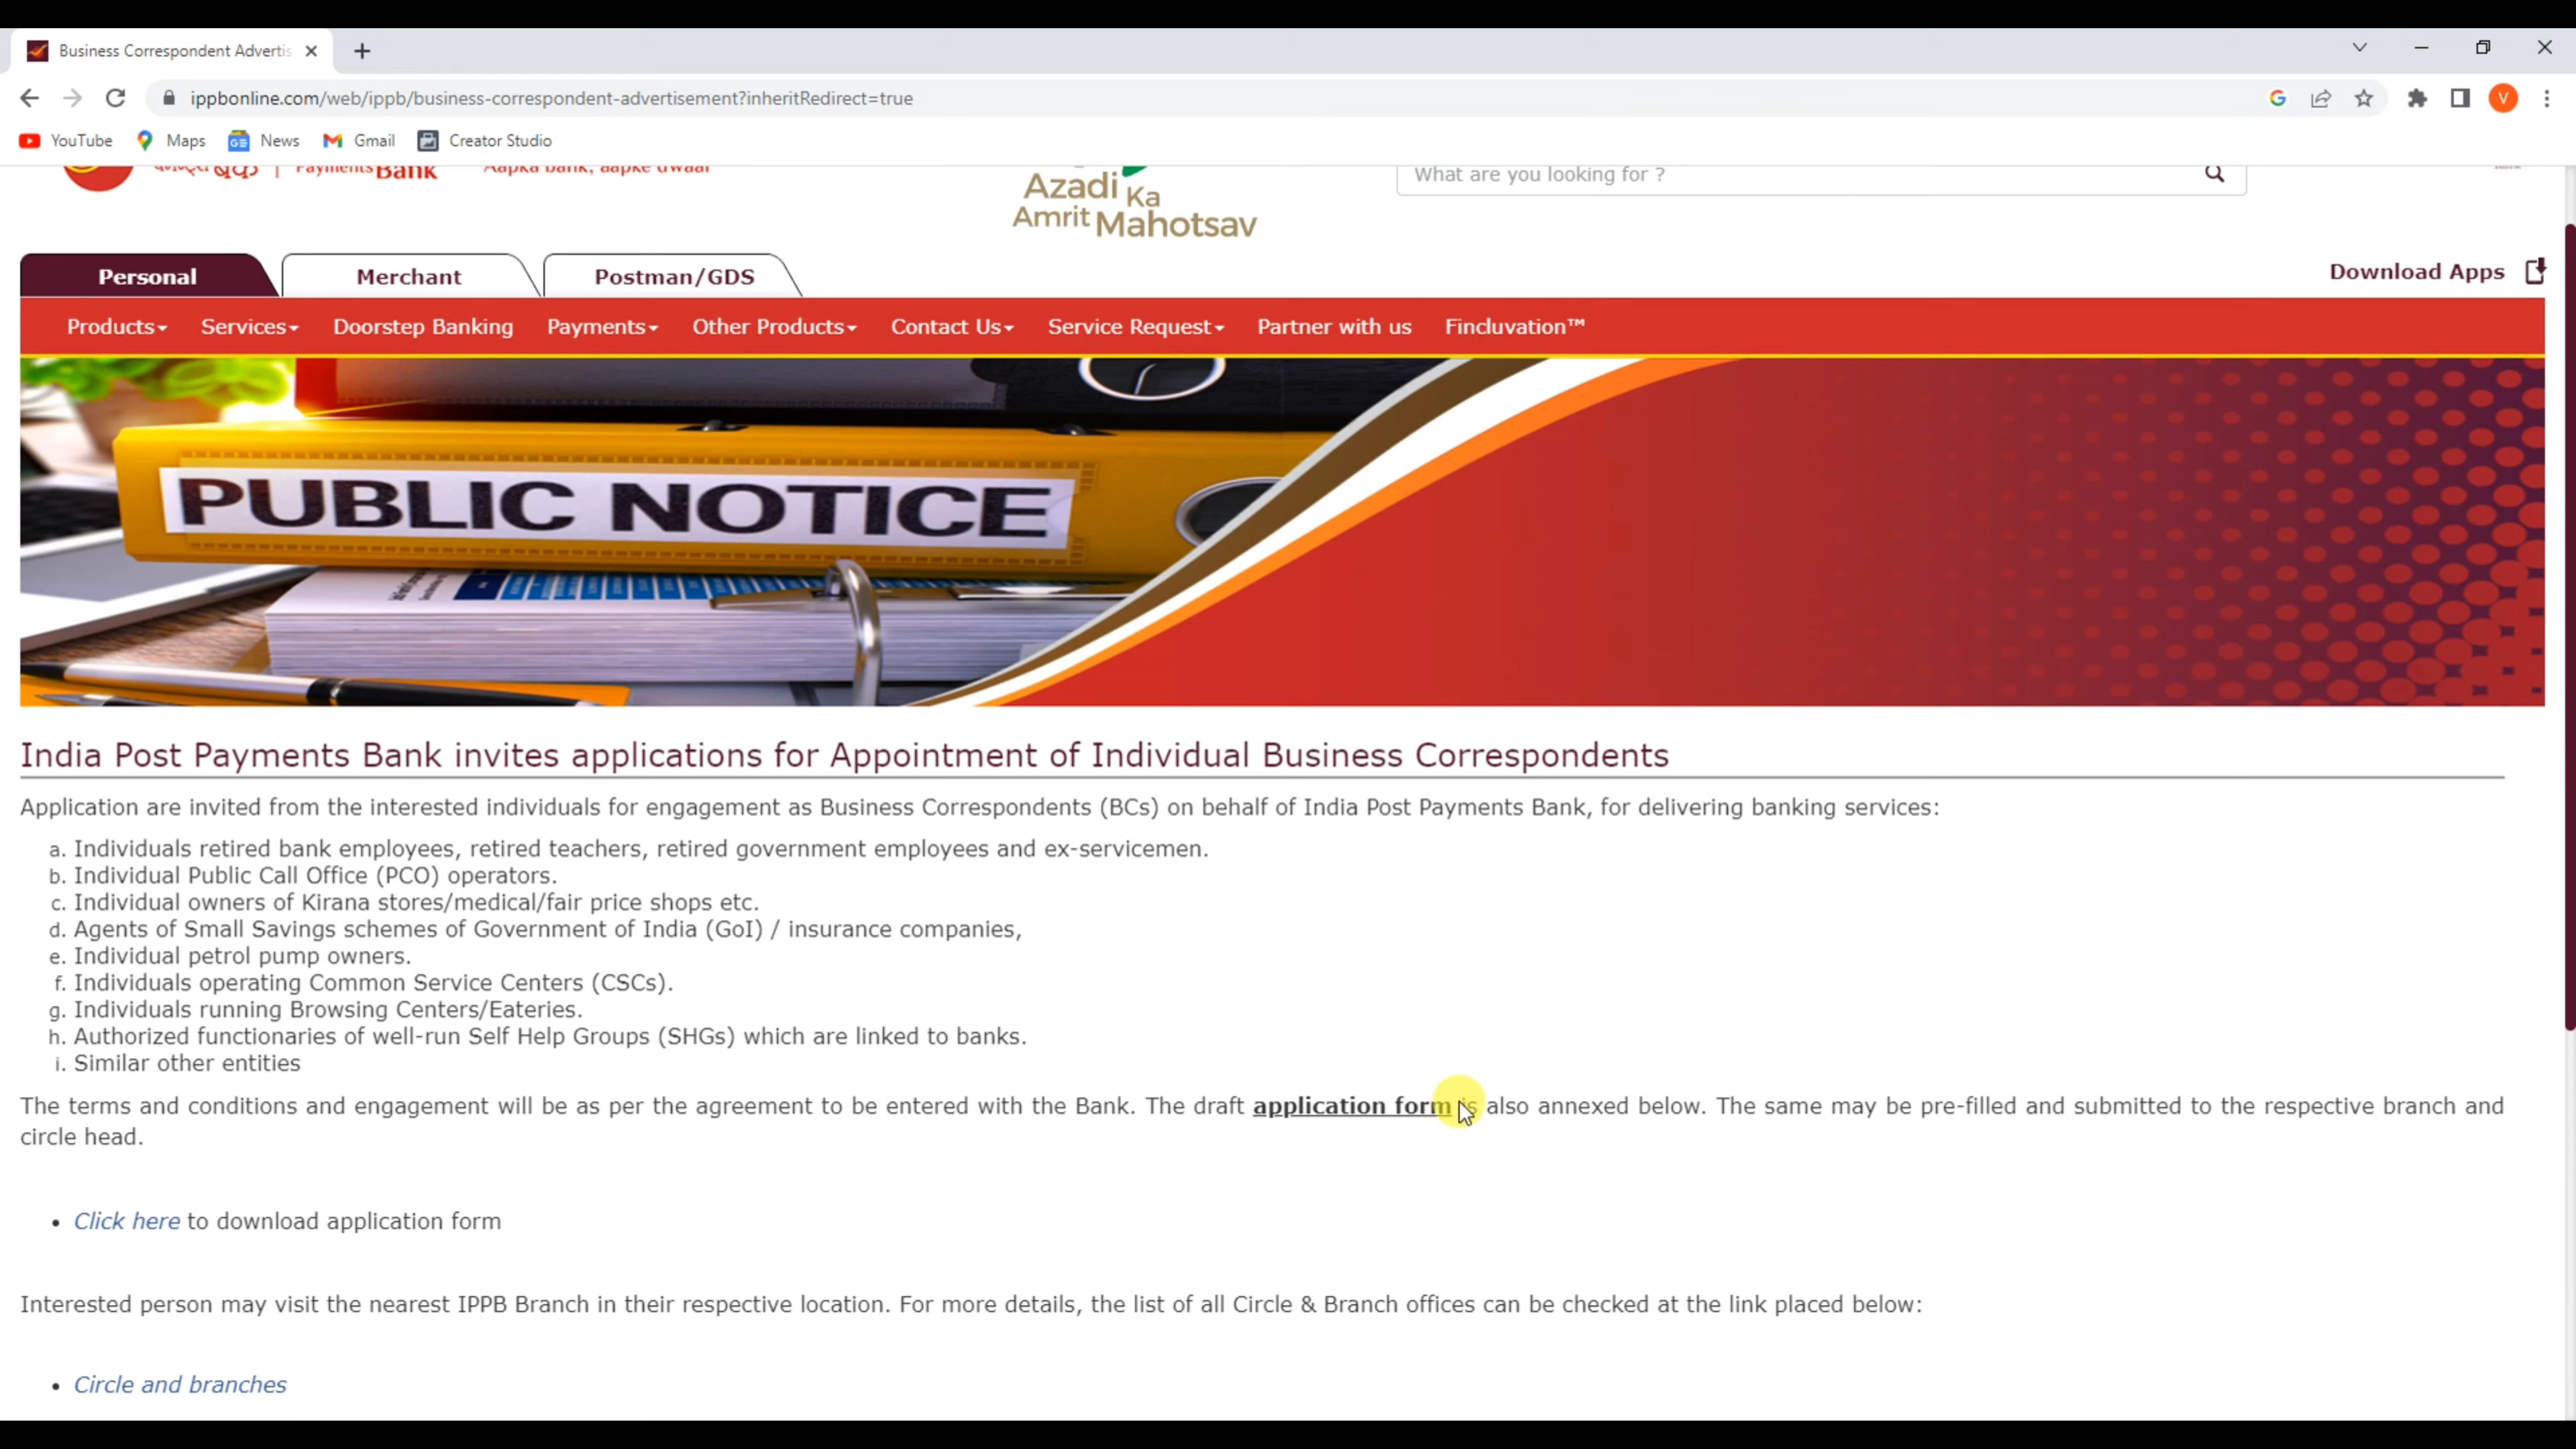 Business Correspondent Advertis
ippbonline.com/web/ippb/business-correspondent-advertisement?inheritRedirect=true
V
YouTube
Maps
News
Gmail
Creator Studio
Payments Bank
Aapka bank, aapke dwaar
Azadi Ka
Amrit Mahotsav
What are you looking for ?
Personal
Merchant
Postman/GDS
Download Apps
Products
Services
Doorstep Banking
Payments
Other Products
Contact Us
Service Request
Partner with us
Fincluvation™
PUBLIC NOTICE
India Post Payments Bank invites applications for Appointment of Individual Business Correspondents
Application are invited from the interested individuals for engagement as Business Correspondents (BCs) on behalf of India Post Payments Bank, for delivering banking services:
a. Individuals retired bank employees, retired teachers, retired government employees and ex-servicemen.
b. Individual Public Call Office (PCO) operators.
c. Individual owners of Kirana stores/medical/fair price shops etc.
d. Agents of Small Savings schemes of Government of India (GoI) / insurance companies,
e. Individual petrol pump owners.
f. Individuals operating Common Service Centers (CSCs).
g. Individuals running Browsing Centers/Eateries.
h. Authorized functionaries of well-run Self Help Groups (SHGs) which are linked to banks.
i. Similar other entities
The terms and conditions and engagement will be as per the agreement to be entered with the Bank. The draft application form is also annexed below. The same may be pre-filled and submitted to the respective branch and
circle head.
• Click here to download application form
Interested person may visit the nearest IPPB Branch in their respective location. For more details, the list of all Circle & Branch offices can be checked at the link placed below:
• Circle and branches